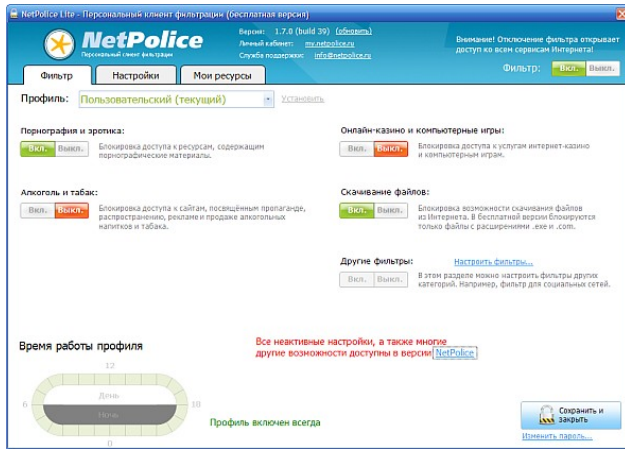 NetPolice Lite - Персональный клиент фильтрации (бесплатная версия)
NetPolice
Персональный клиент фильтрации
Версия: 1.7.0 (build 39) (обновить)
Личный кабинет: my.netpolice.ru
Служба поддержки: info@netpolice.ru
Внимание! Отключение фильтра открывает
доступ ко всем сервисам Интернета!
Фильтр: Вкл. Выкл.
Фильтр Настройки Мои ресурсы
Профиль: Пользовательский (текущий) Установить
Порнография и эротика:
Вкл. Выкл.
Блокировка доступа к ресурсам, содержащим
порнографические материалы.
Онлайн-казино и компьютерные игры:
Вкл. Выкл.
Блокировка доступа к услугам интернет-казино
и компьютерным играм.
Алкоголь и табак:
Вкл. Выкл.
Блокировка доступа к сайтам, посвящённым пропаганде,
распространению, рекламе и продаже алкогольных
напитков и табака.
Скачивание файлов:
Вкл. Выкл.
Блокировка возможности скачивания файлов
из Интернета. В бесплатной версии блокируются
только файлы с расширениями .exe и .com.
Другие фильтры: Настроить фильтры...
Вкл. Выкл.
В этом разделе можно настроить фильтры других
категорий. Например, фильтр для социальных сетей.
Время работы профиля
Все неактивные настройки, а также многие
другие возможности доступны в версии NetPolice
12
День
6 18
Ночь
0
Профиль включен всегда
Сохранить и
закрыть
Изменить пароль...